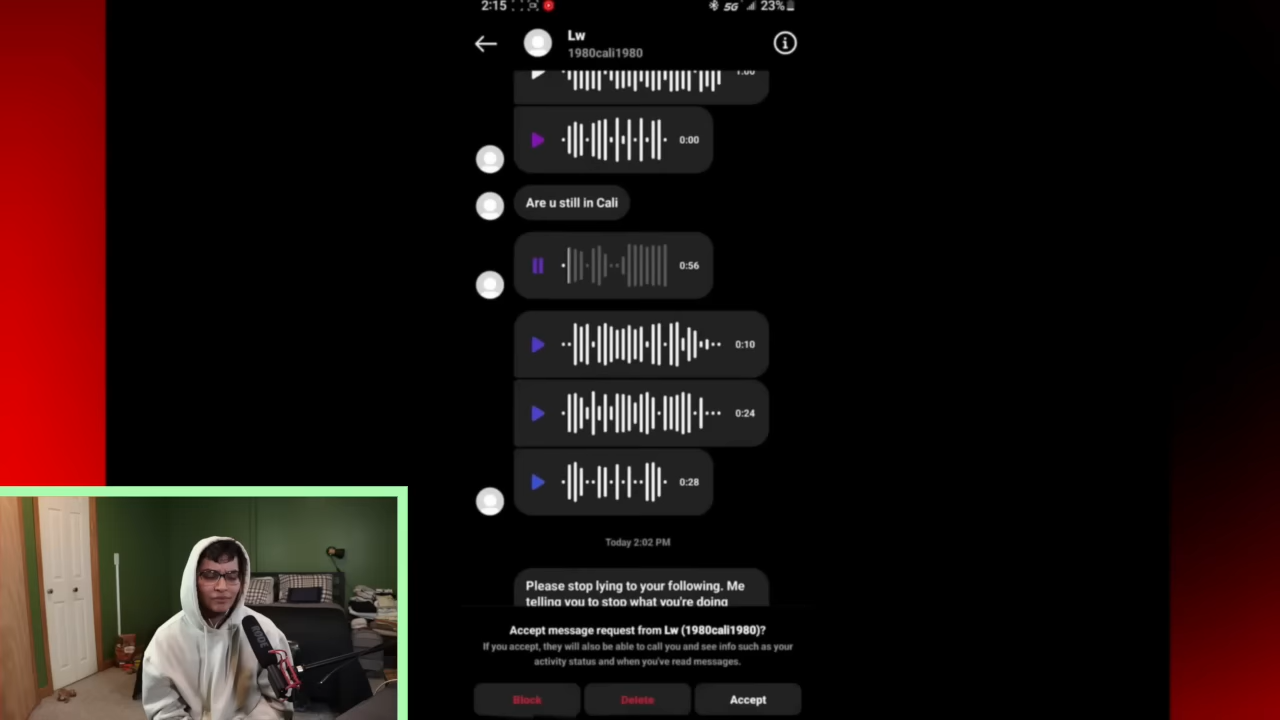 2:15
5G
23%
Lw
1980cali1980
1:00
0:00
Are u still in Cali
0:56
0:10
0:24
0:28
Today 2:02 PM
Please stop lying to your following. Me
telling you to stop what you're doing
Accept message request from Lw (1980cali1980)?
If you accept, they will also be able to call you and see info such as your
activity status and when you've read messages.
Block
Delete
Accept
RODE